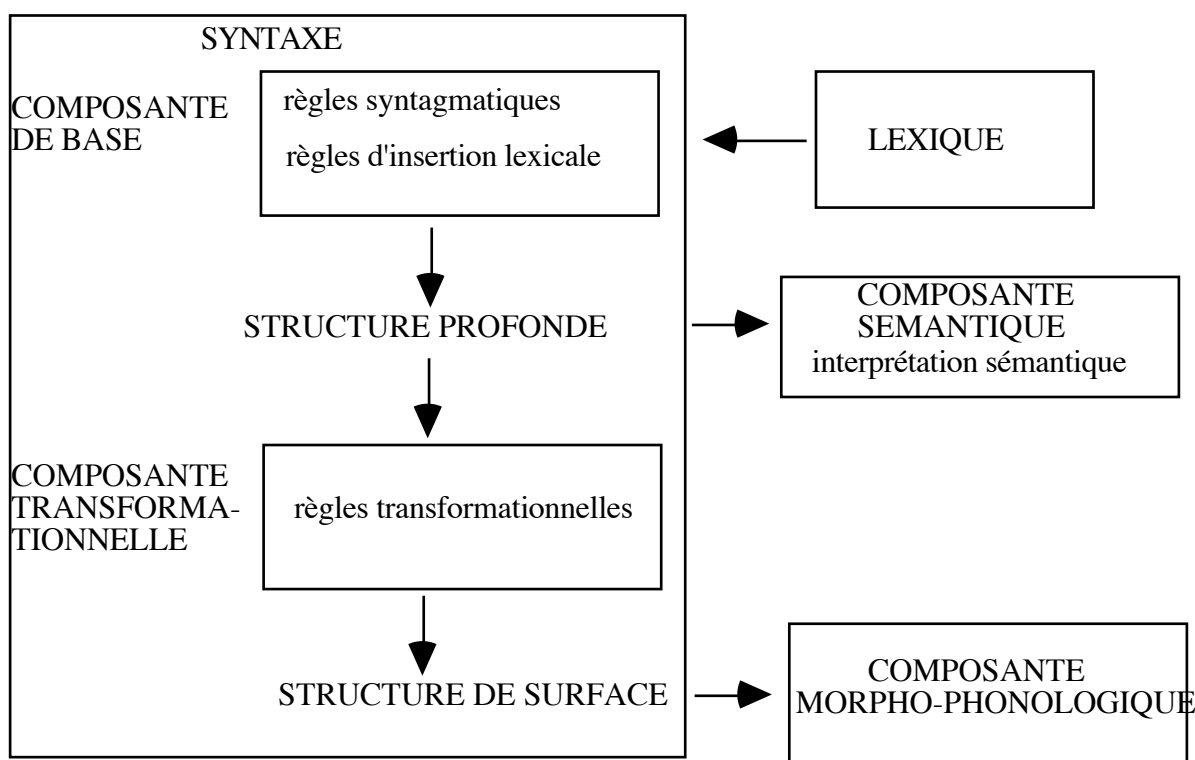 SYNTAXE
COMPOSANTE
DE BASE
règles syntagmatiques
règles d'insertion lexicale
LEXIQUE
STRUCTURE PROFONDE
COMPOSANTE
SEMANTIQUE
interprétation sémantique
COMPOSANTE
TRANSFORMA-
TIONNELLE
règles transformationnelles
STRUCTURE DE SURFACE
COMPOSANTE
MORPHO-PHONOLOGIQUE